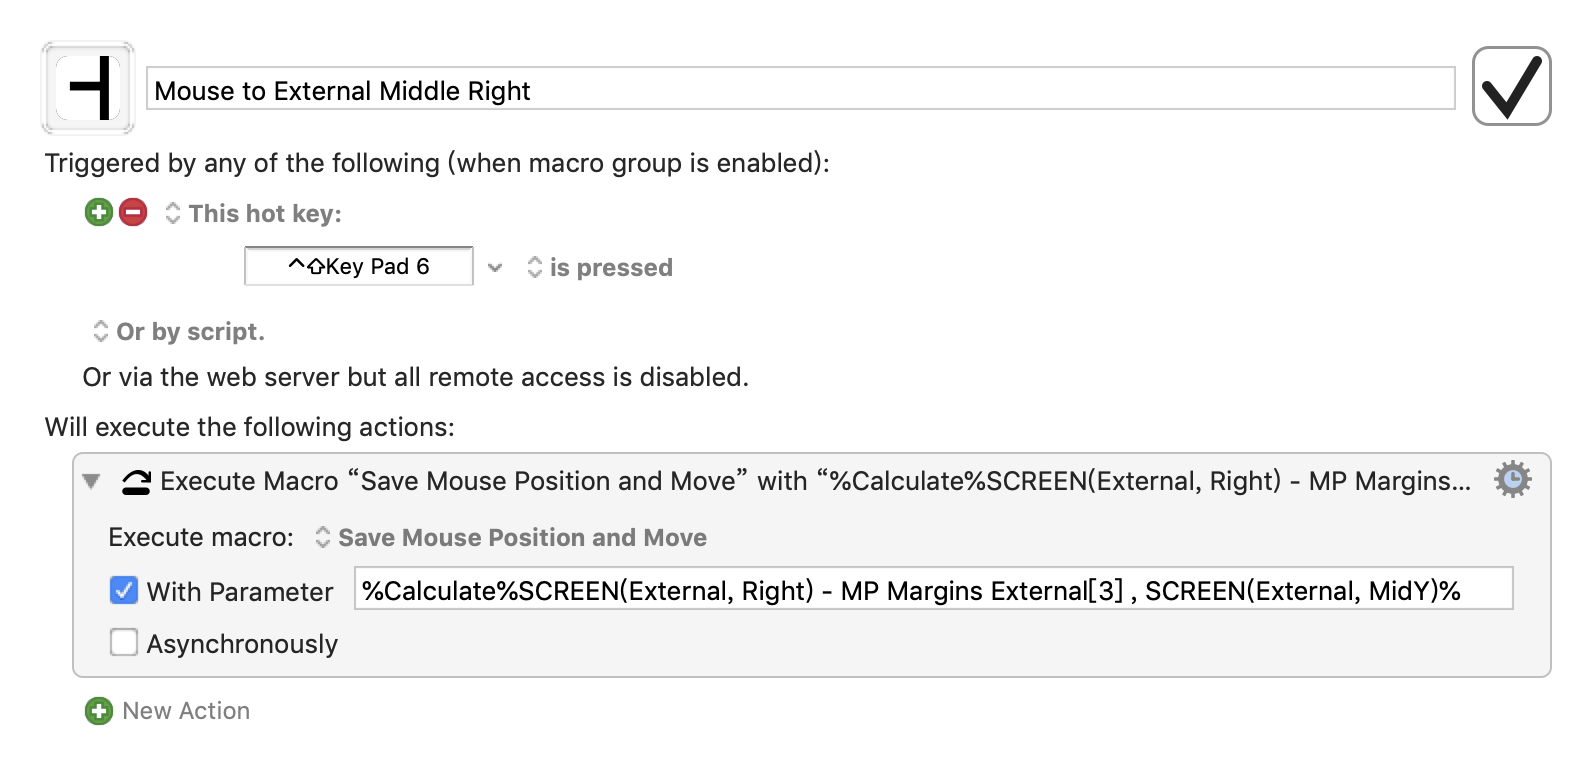 Mouse to External Middle Right
Triggered by any of the following (when macro group is enabled):
This hot key:
^⇧Key Pad 6
is pressed
Or by script.
Or via the web server but all remote access is disabled.
Will execute the following actions:
Execute Macro “Save Mouse Position and Move” with “%Calculate%SCREEN(External, Right) - MP Margins...
Execute macro: Save Mouse Position and Move
With Parameter %Calculate%SCREEN(External, Right) - MP Margins External[3] , SCREEN(External, MidY)%
Asynchronously
New Action